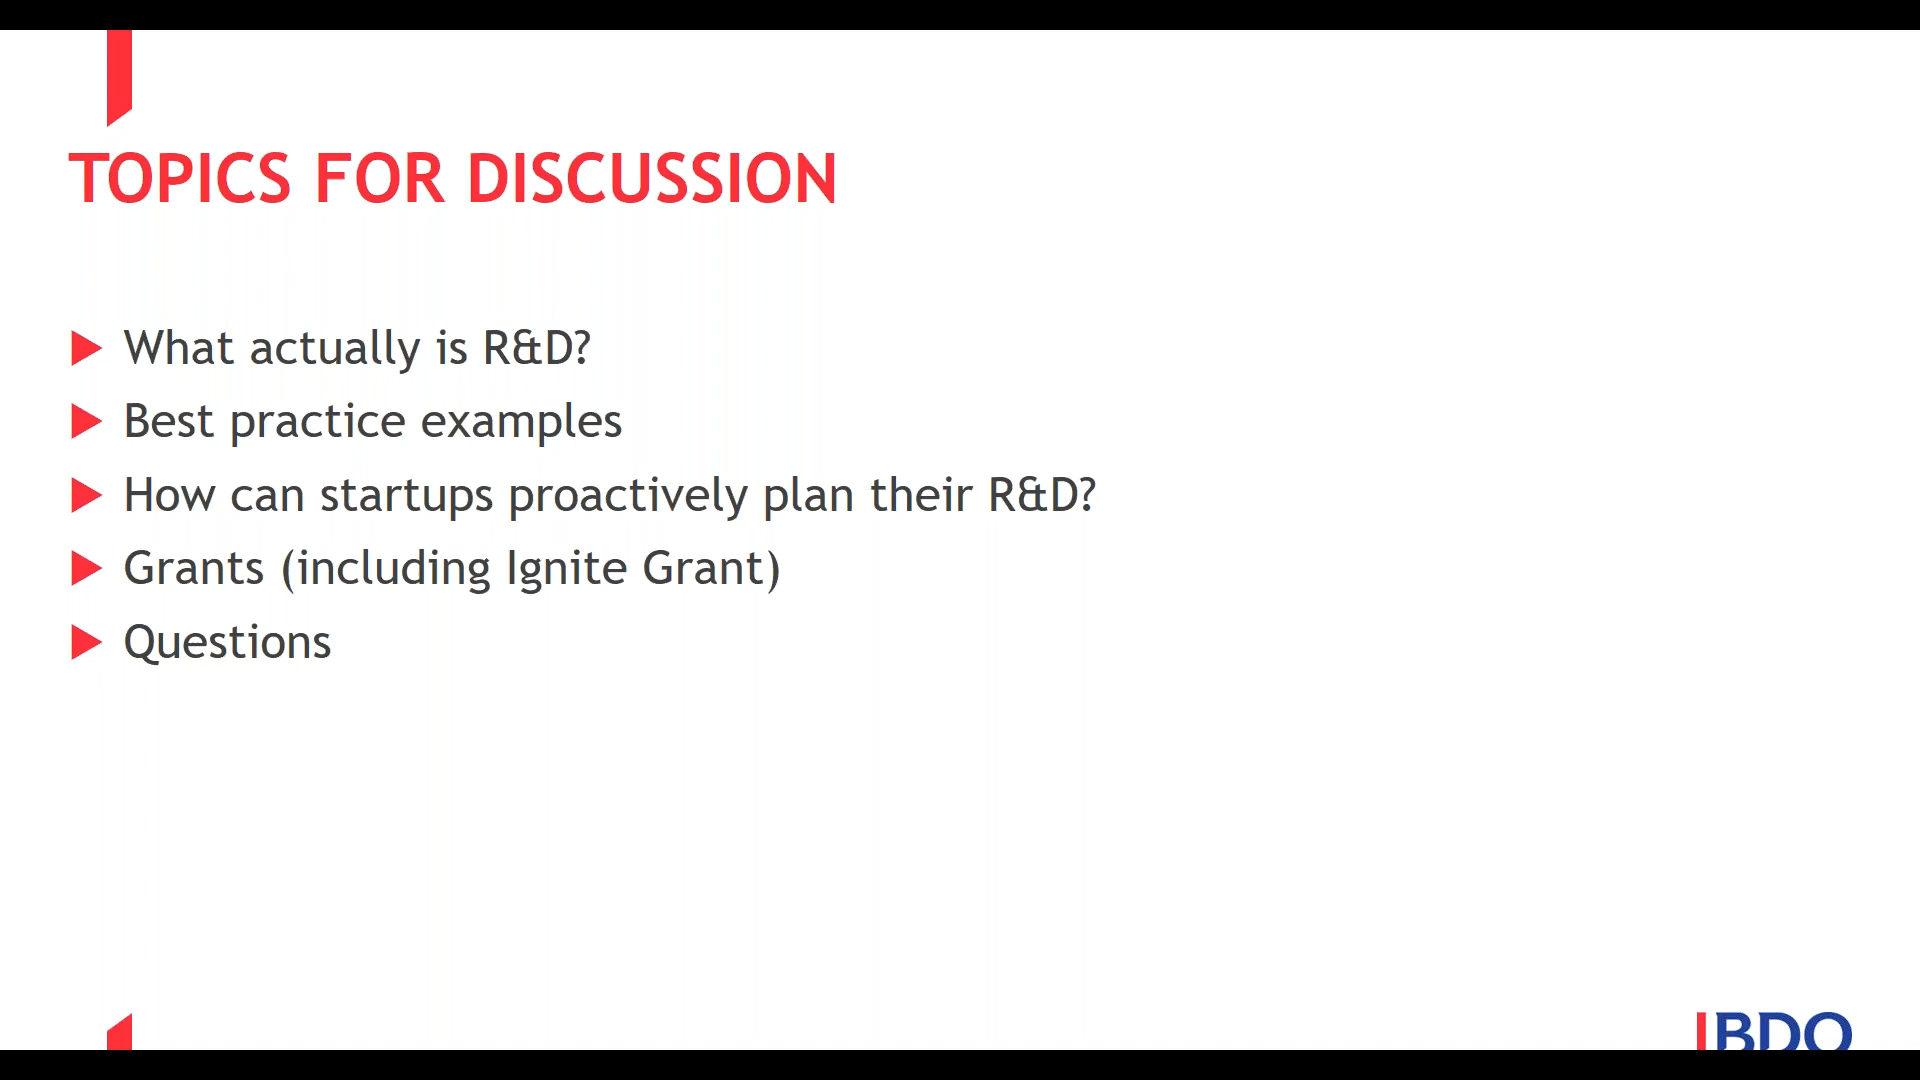 TOPICS FOR DISCUSSION
What actually is R&D?
Best practice examples
How can startups proactively plan their R&D?
Grants (including Ignite Grant)
Questions
BDO